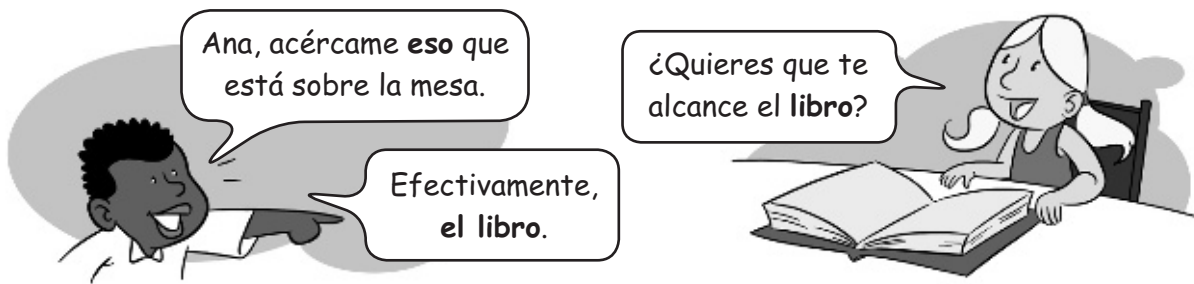 Ana, acércame eso que
está sobre la mesa.
¿Quieres que te
alcance el libro?
Efectivamente,
el libro.